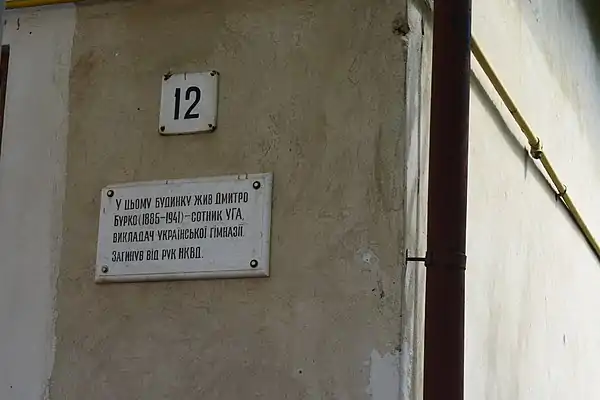 12
У ЦЬОМУ БУДИНКУ ЖИВ ДМИТРО
БУРКО (1885–1941) – СОТНИК УГА,
ВИКЛАДАЧ УКРАЇНСЬКОЇ ГІМНАЗІЇ.
ЗАГИНУВ ВІД РУК НКВД.